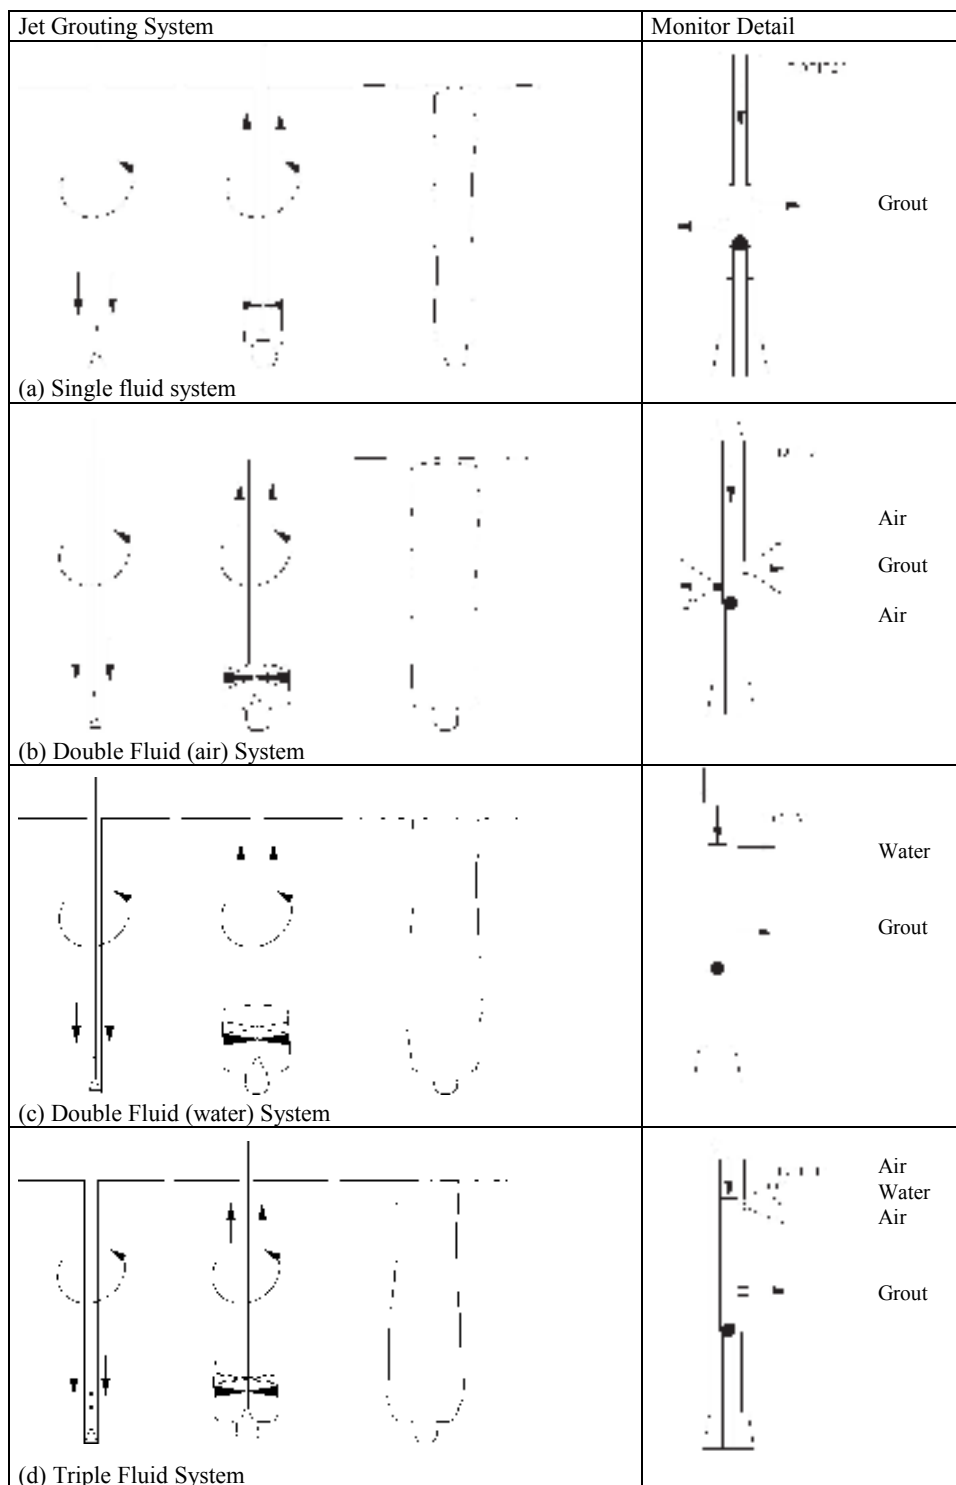 Jet Grouting System
Monitor Detail
Grout
(a) Single fluid system
Air
Grout
Air
(b) Double Fluid (air) System
Water
Grout
(c) Double Fluid (water) System
Air
Water
Air
Grout
(d) Triple Fluid System